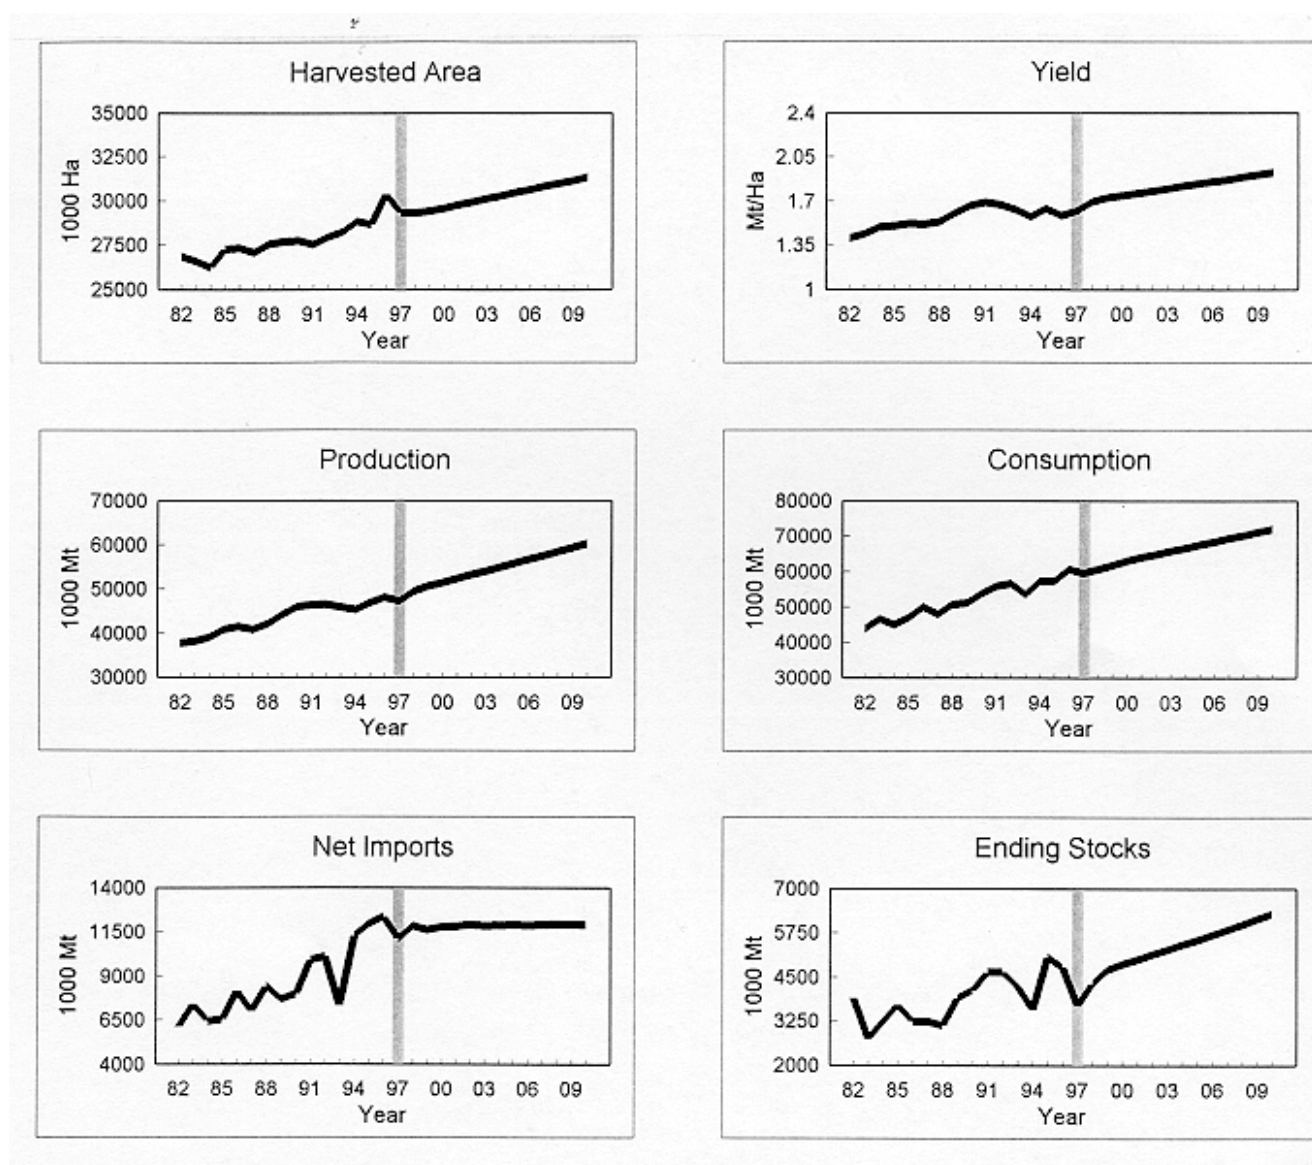 Harvested Area
35000
32500
30000
27500
25000
1000 Ha
82 85 88 91 94 97 00 03 06 09
Year
Yield
2.4
2.05
1.7
1.35
1
Mt/Ha
82 85 88 91 94 97 00 03 06 09
Year
Production
70000
60000
50000
40000
30000
1000 Mt
82 85 88 91 94 97 00 03 06 09
Year
Consumption
80000
70000
60000
50000
40000
30000
1000 Mt
82 85 88 91 94 97 00 03 06 09
Year
Net Imports
14000
11500
9000
6500
4000
1000 Mt
82 85 88 91 94 97 00 03 06 09
Year
Ending Stocks
7000
5750
4500
3250
2000
1000 Mt
82 85 88 91 94 97 00 03 06 09
Year